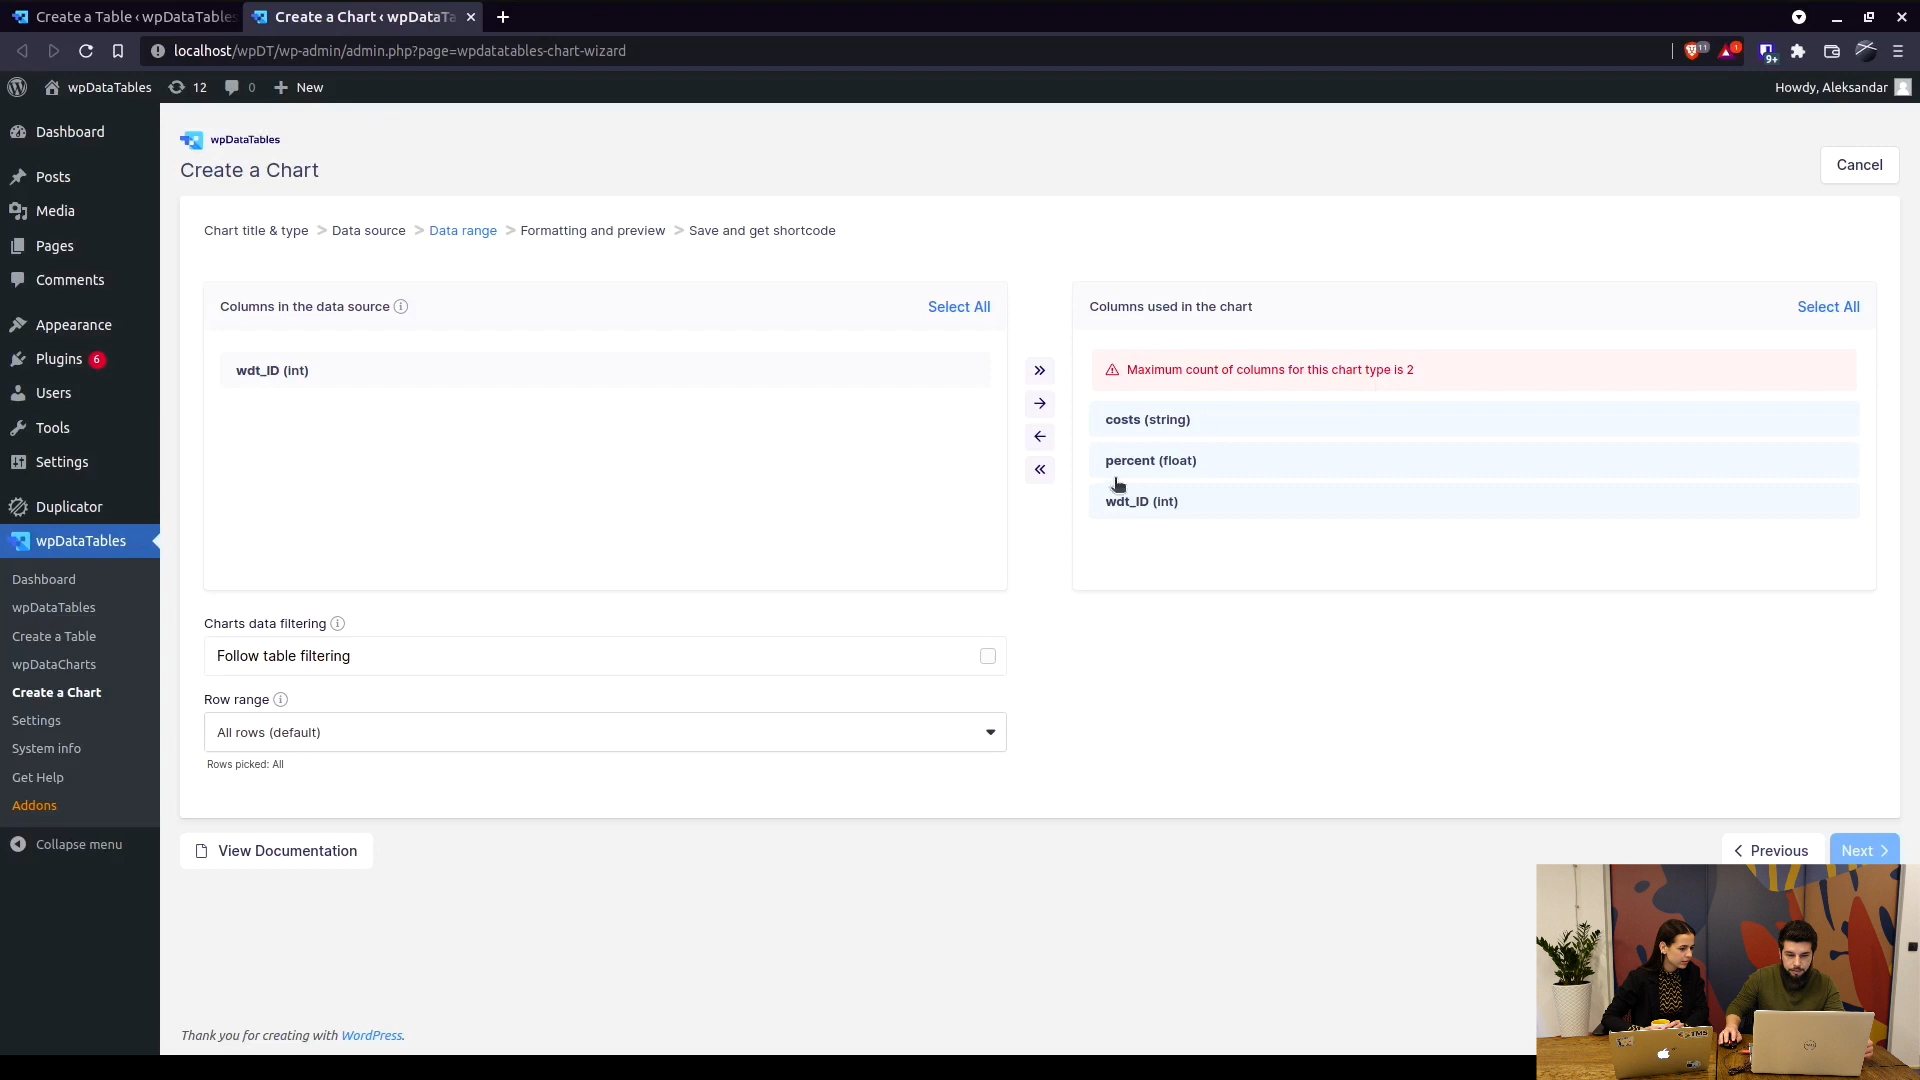 Create a Table ‹ wpDataTables
Create a Chart ‹ wpDataTa
localhost/wpDT/wp-admin/admin.php?page=wpdatatables-chart-wizard
11
1
9+
wpDataTables
12
0
New
Howdy, Aleksandar
Dashboard
Posts
Media
Pages
Comments
Appearance
Plugins 6
Users
Tools
Settings
Duplicator
wpDataTables
Dashboard
wpDataTables
Create a Table
wpDataCharts
Create a Chart
Settings
System info
Get Help
Addons
Collapse menu
wpDataTables
Create a Chart
Cancel
Chart title & type > Data source > Data range > Formatting and preview > Save and get shortcode
Columns in the data source
Select All
wdt_ID (int)
Columns used in the chart
Select All
Maximum count of columns for this chart type is 2
costs (string)
percent (float)
wdt_ID (int)
Charts data filtering
Follow table filtering
Row range
All rows (default)
Rows picked: All
View Documentation
Previous
Next
Thank you for creating with WordPress.
TMS